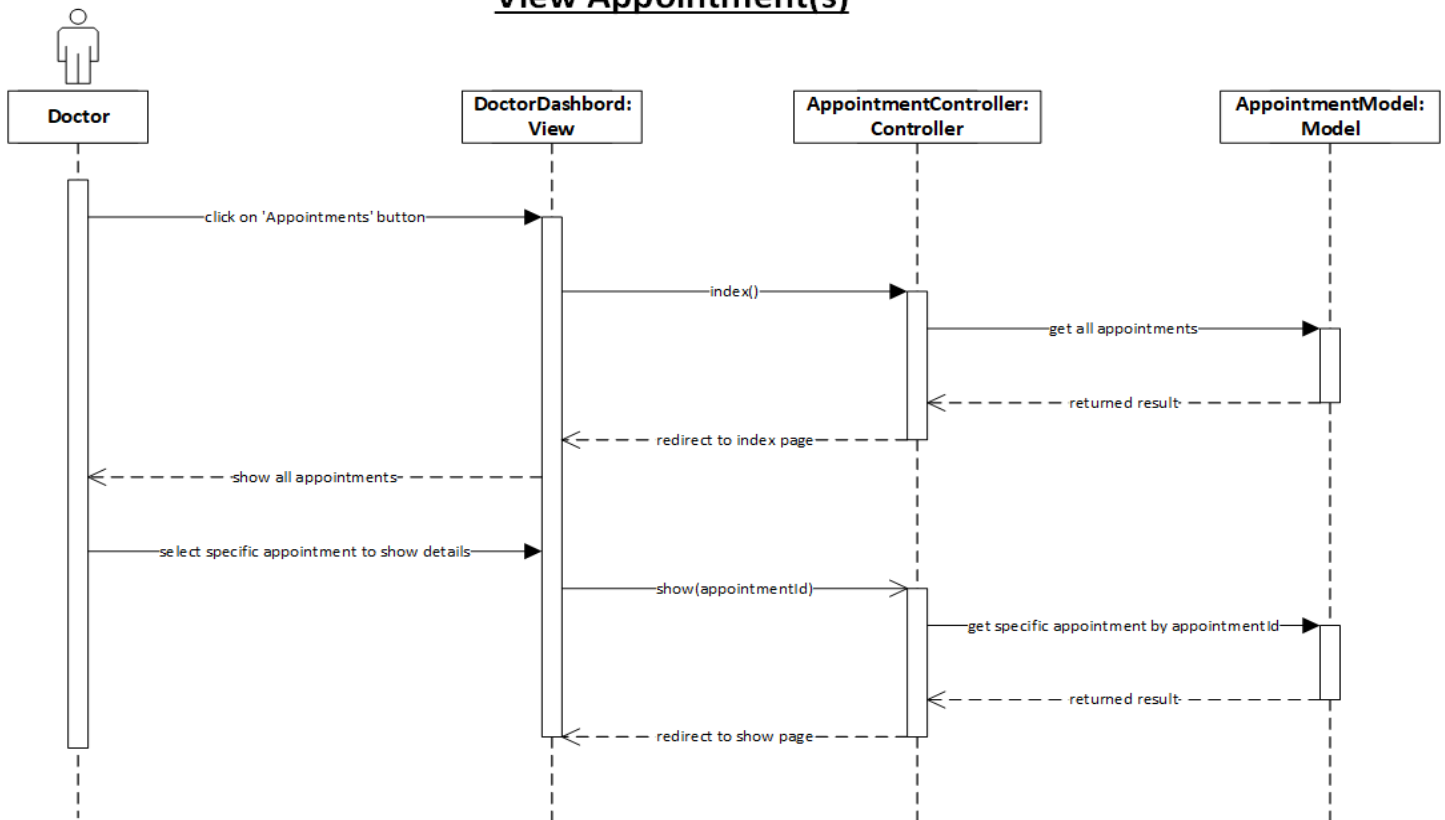 View Appointment(s)
Doctor
DoctorDashbord:
View
AppointmentController:
Controller
AppointmentModel:
Model
click on 'Appointments' button
index()
get all appointments
returned result
redirect to index page
show all appointments
select specific appointment to show details
show(appointmentId)
get specific appointment by appointmentId
returned result
redirect to show page